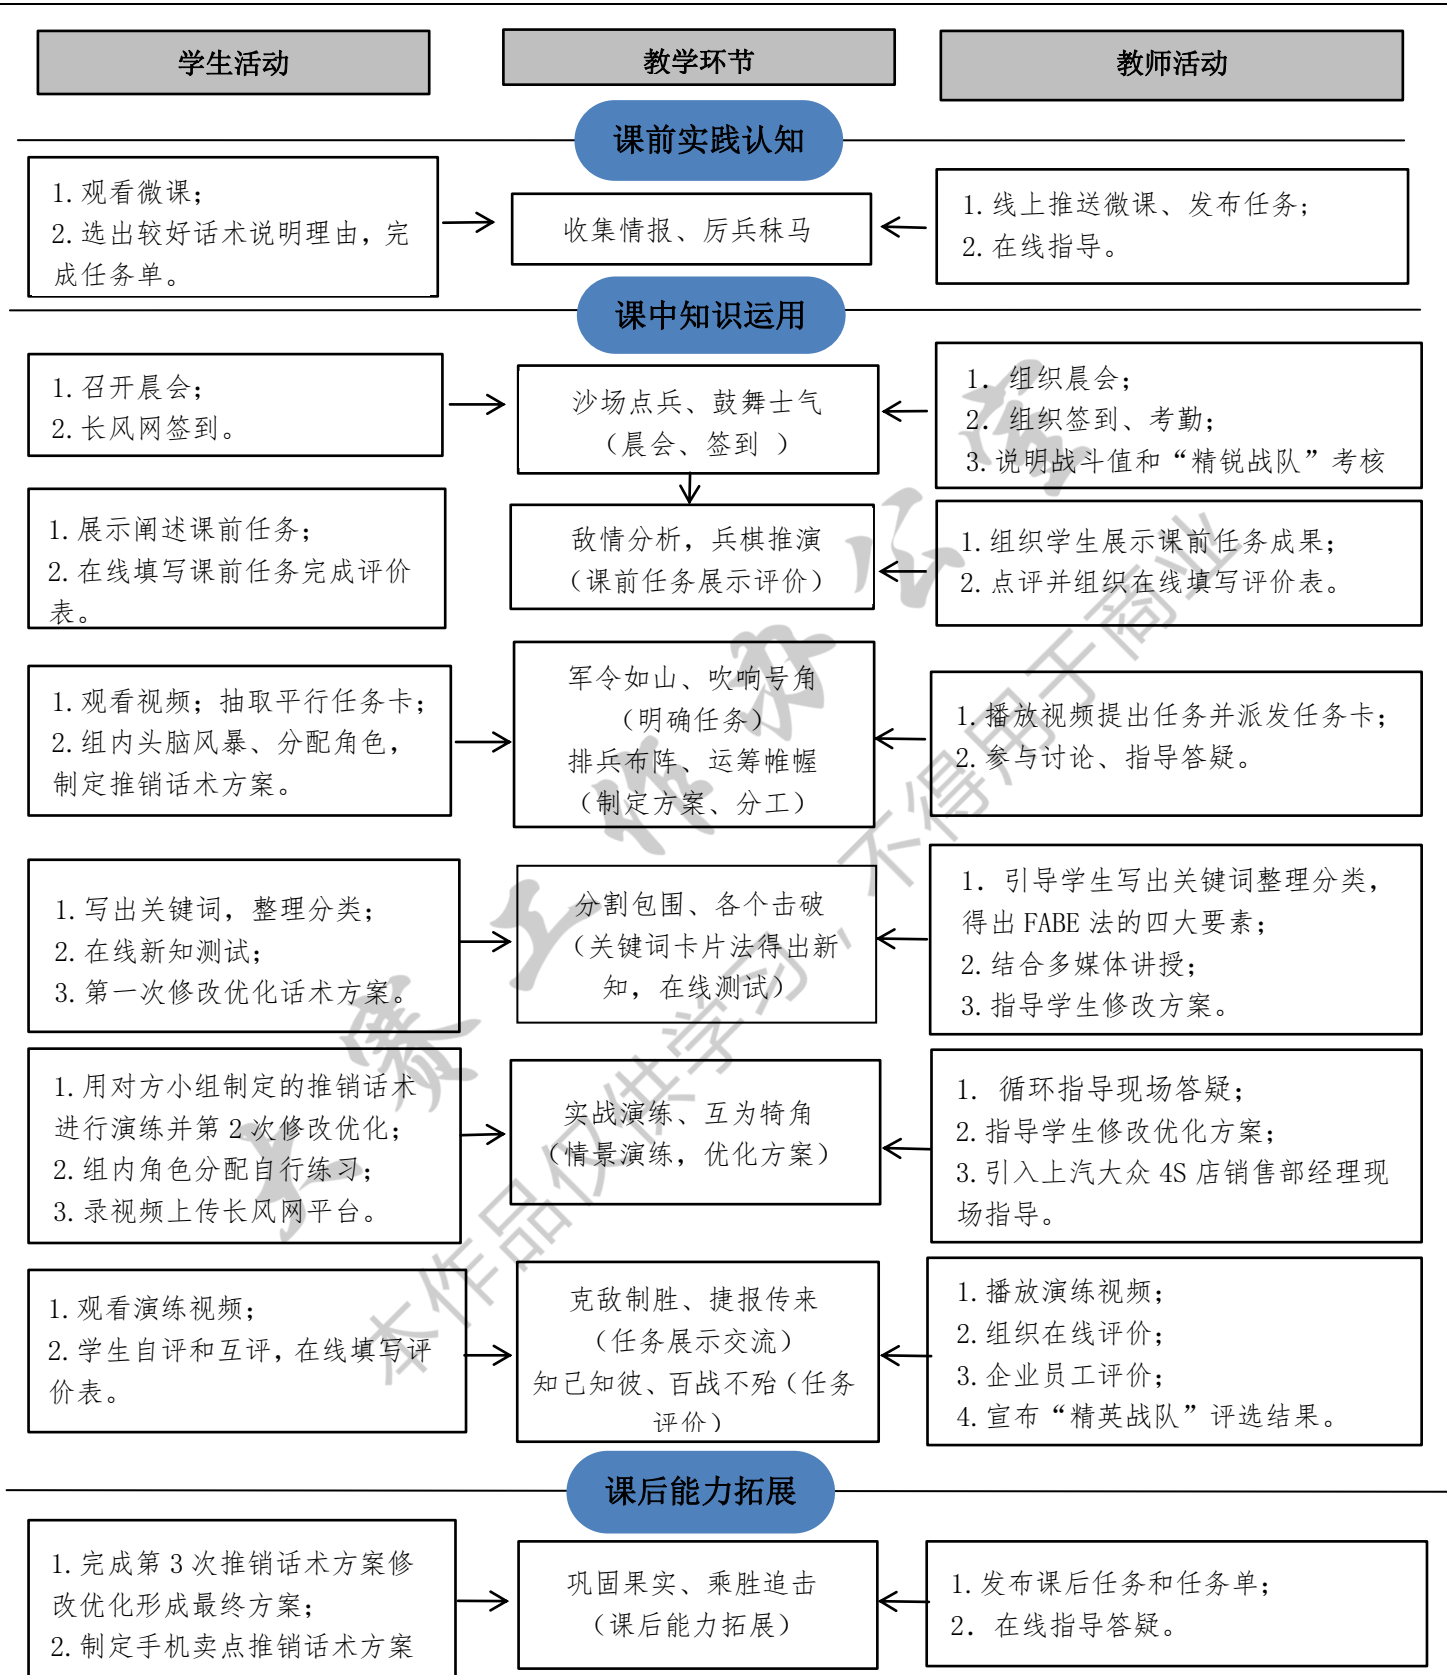 学生活动
教学环节
教师活动
课前实践认知
1.观看微课；
2.选出较好话术说明理由，完
成任务单。
收集情报、厉兵秣马
1.线上推送微课、发布任务；
2.在线指导。
课中知识运用
1.召开晨会；
2.长风网签到。
沙场点兵、鼓舞士气
（晨会、签到 ）
1. 组织晨会；
2. 组织签到、考勤；
3.说明战斗值和“精锐战队”考核
1.展示阐述课前任务；
2.在线填写课前任务完成评价
表。
敌情分析，兵棋推演
（课前任务展示评价）
1.组织学生展示课前任务成果；
2.点评并组织在线填写评价表。
1.观看视频；抽取平行任务卡；
2.组内头脑风暴、分配角色，
制定推销话术方案。
军令如山、吹响号角
（明确任务）
排兵布阵、运筹帷幄
（制定方案、分工）
1.播放视频提出任务并派发任务卡；
2.参与讨论、指导答疑。
1.写出关键词，整理分类；
2.在线新知测试；
3.第一次修改优化话术方案。
分割包围、各个击破
（关键词卡片法得出新
知，在线测试）
1. 引导学生写出关键词整理分类，
得出 FABE 法的四大要素；
2.结合多媒体讲授；
3.指导学生修改方案。
1.用对方小组制定的推销话术
进行演练并第 2 次修改优化；
2.组内角色分配自行练习；
3.录视频上传长风网平台。
实战演练、互为犄角
（情景演练，优化方案）
1. 循环指导现场答疑；
2.指导学生修改优化方案；
3.引入上汽大众 4S 店销售部经理现
场指导。
1.观看演练视频；
2.学生自评和互评，在线填写评
价表。
克敌制胜、捷报传来
（任务展示交流）
知己知彼、百战不殆（任务
评价）
1.播放演练视频；
2.组织在线评价；
3.企业员工评价；
4.宣布“精英战队”评选结果。
课后能力拓展
1.完成第 3 次推销话术方案修
改优化形成最终方案；
2.制定手机卖点推销话术方案
巩固果实、乘胜追击
（课后能力拓展）
1.发布课后任务和任务单；
2. 在线指导答疑。
大赛工作办公室
本作品仅供学习，不得用于商业